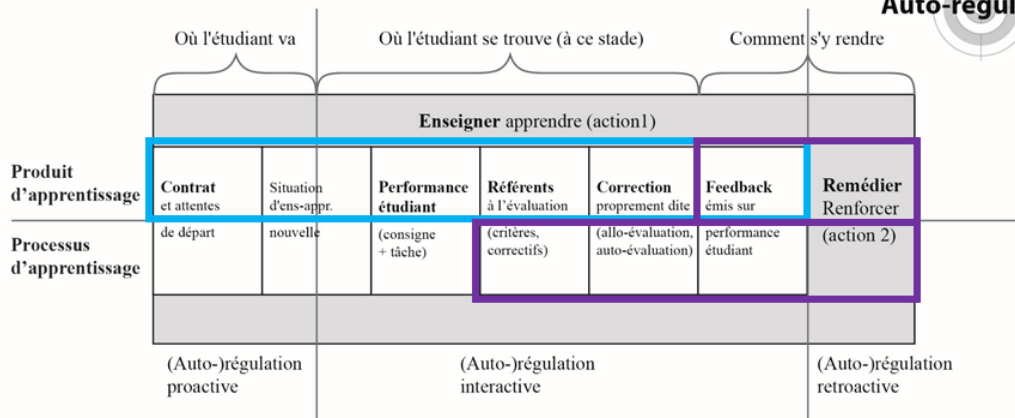 Auto-régul
Où l'étudiant va
Où l'étudiant se trouve (à ce stade)
Comment s'y rendre
Enseigner apprendre (action1)
Produit
d'apprentissage
Contrat
et attentes
Situation
d'ens-appr.
Performance
étudiant
Référents
à l'évaluation
Correction
proprement dite
Feedback
émis sur
Remédier
Renforcer
Processus
d'apprentissage
de départ
nouvelle
(consigne
+ tâche)
(critères,
correctifs)
(allo-évaluation,
auto-évaluation)
performance
étudiant
(action 2)
(Auto-)régulation
proactive
(Auto-)régulation
interactive
(Auto-)régulation
retroactive